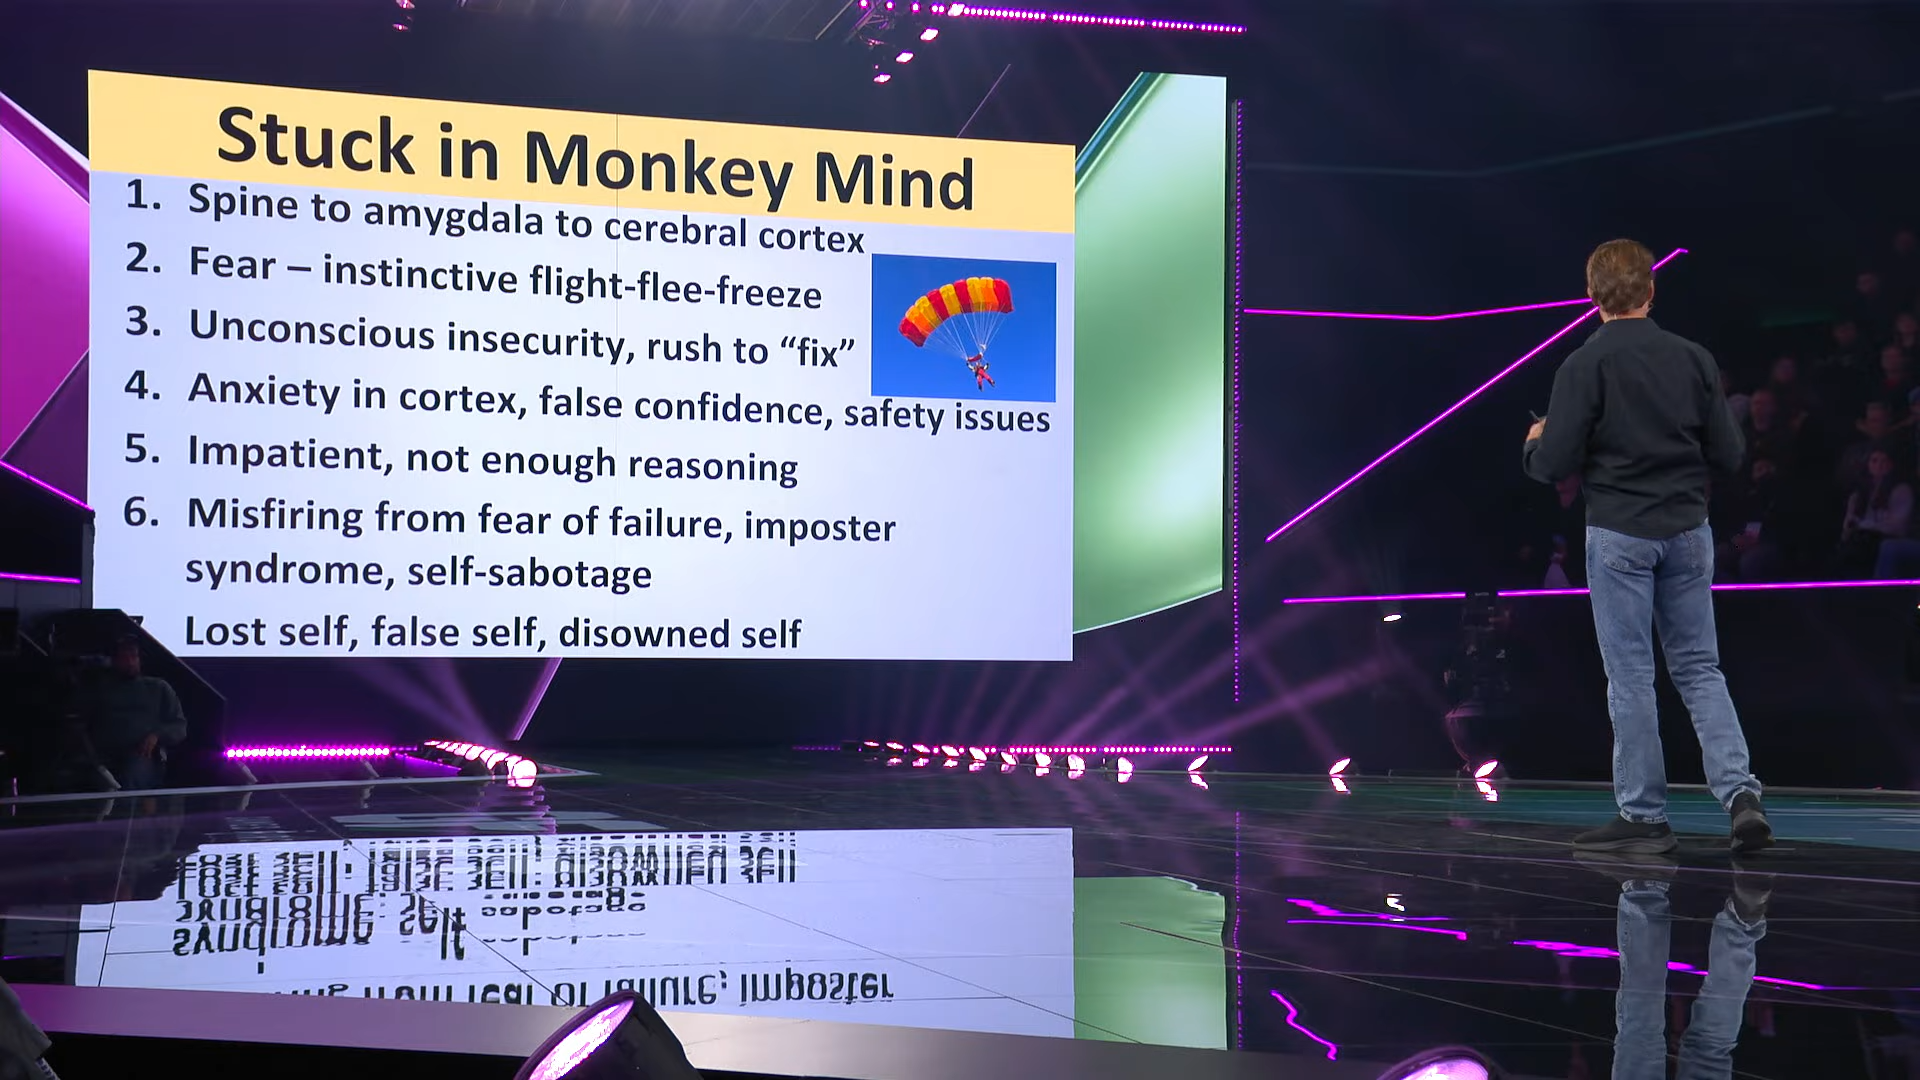 Stuck in Monkey Mind
1. Spine to amygdala to cerebral cortex
2. Fear – instinctive flight-flee-freeze
3. Unconscious insecurity, rush to “fix”
4. Anxiety in cortex, false confidence, safety issues
5. Impatient, not enough reasoning
6. Misfiring from fear of failure, imposter
syndrome, self-sabotage
Lost self, false self, disowned self